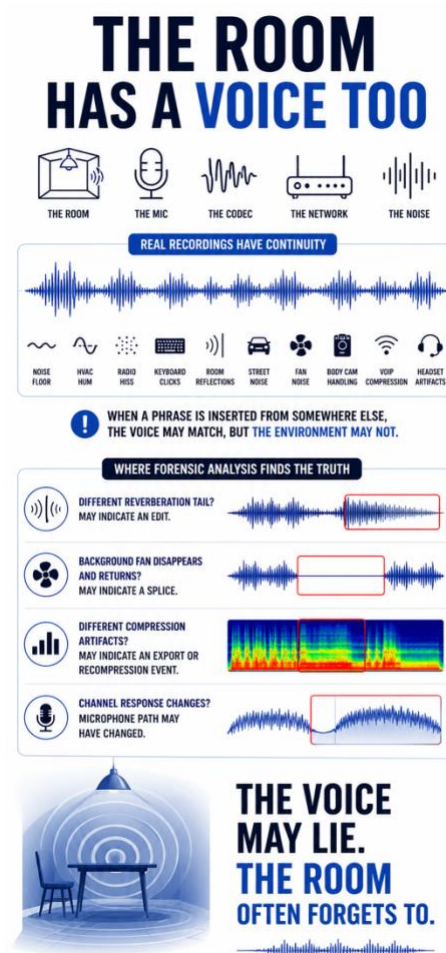 THE ROOM
HAS A VOICE TOO
THE ROOM
THE MIC
THE CODEC
THE NETWORK
THE NOISE
REAL RECORDINGS HAVE CONTINUITY
NOISE
FLOOR
HVAC
HUM
RADIO
HISS
KEYBOARD
CLICKS
ROOM
REFLECTIONS
STREET
NOISE
FAN
NOISE
BODY CAM
HANDLING
VOIP
COMPRESSION
HEADSET
ARTIFACTS
!
WHEN A PHRASE IS INSERTED FROM SOMEWHERE ELSE,
THE VOICE MAY MATCH, BUT THE ENVIRONMENT MAY NOT.
WHERE FORENSIC ANALYSIS FINDS THE TRUTH
DIFFERENT REVERBERATION TAIL?
MAY INDICATE AN EDIT.
BACKGROUND FAN DISAPPEARS
AND RETURNS?
MAY INDICATE A SPLICE.
DIFFERENT COMPRESSION
ARTIFACTS?
MAY INDICATE AN EXPORT OR
RECOMPRESSION EVENT.
CHANNEL RESPONSE CHANGES?
MICROPHONE PATH MAY
HAVE CHANGED.
THE VOICE
MAY LIE.
THE ROOM
OFTEN FORGETS TO.